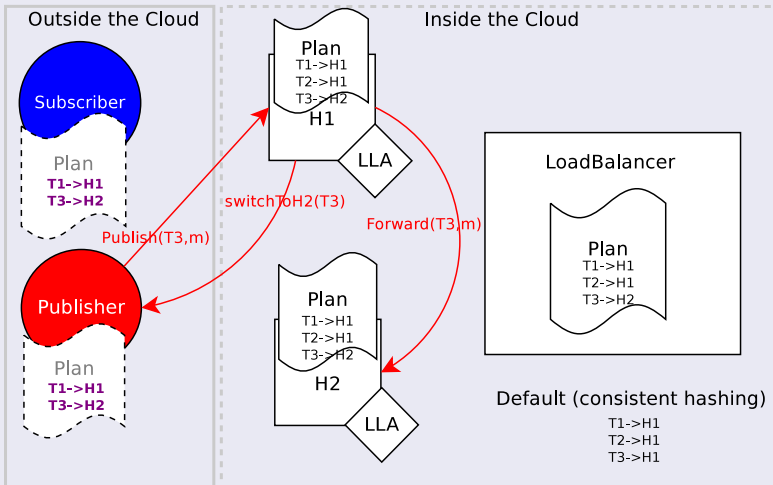 Outside the Cloud
Inside the Cloud
Subscriber
Plan
T1->H1
T3->H2
Publish(T3,m)
Publisher
Plan
T1->H1
T3->H2
Plan
T1->H1
T2->H1
T3->H2
H1
LLA
switchToH2(T3)
Forward(T3,m)
Plan
T1->H1
T2->H1
T3->H2
H2
LLA
LoadBalancer
Plan
T1->H1
T2->H1
T3->H2
Default (consistent hashing)
T1->H1
T2->H1
T3->H1